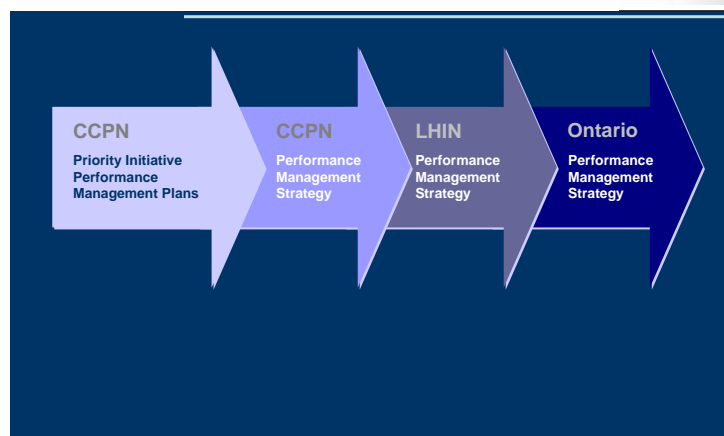 CCPN
Priority Initiative
Performance
Management Plans
CCPN
Performance
Management
Strategy
LHIN
Performance
Management
Strategy
Ontario
Performance
Management
Strategy